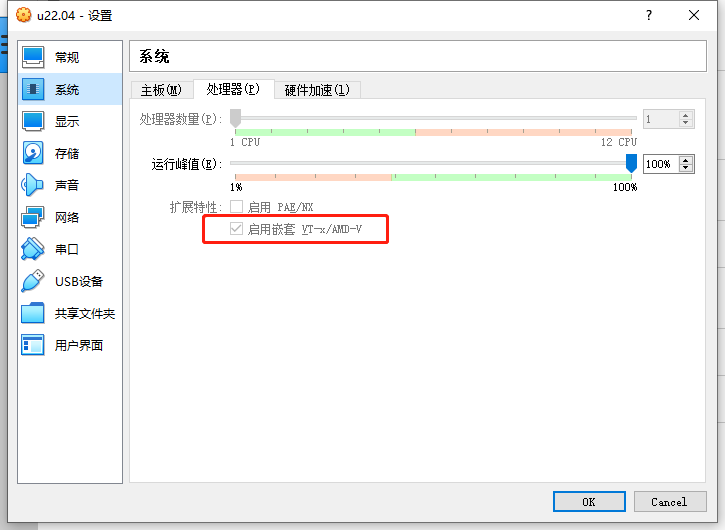 u22.04 - 设置
?
常规
系统
显示
存储
声音
网络
串口
USB设备
共享文件夹
用户界面
系统
主板(M) 处理器(P) 硬件加速(L)
处理器数量(P): 1
1 CPU 12 CPU
运行峰值(E): 100%
1% 100%
扩展特性: 启用 PAE/NX
启用嵌套 VT-x/AMD-V
OK Cancel